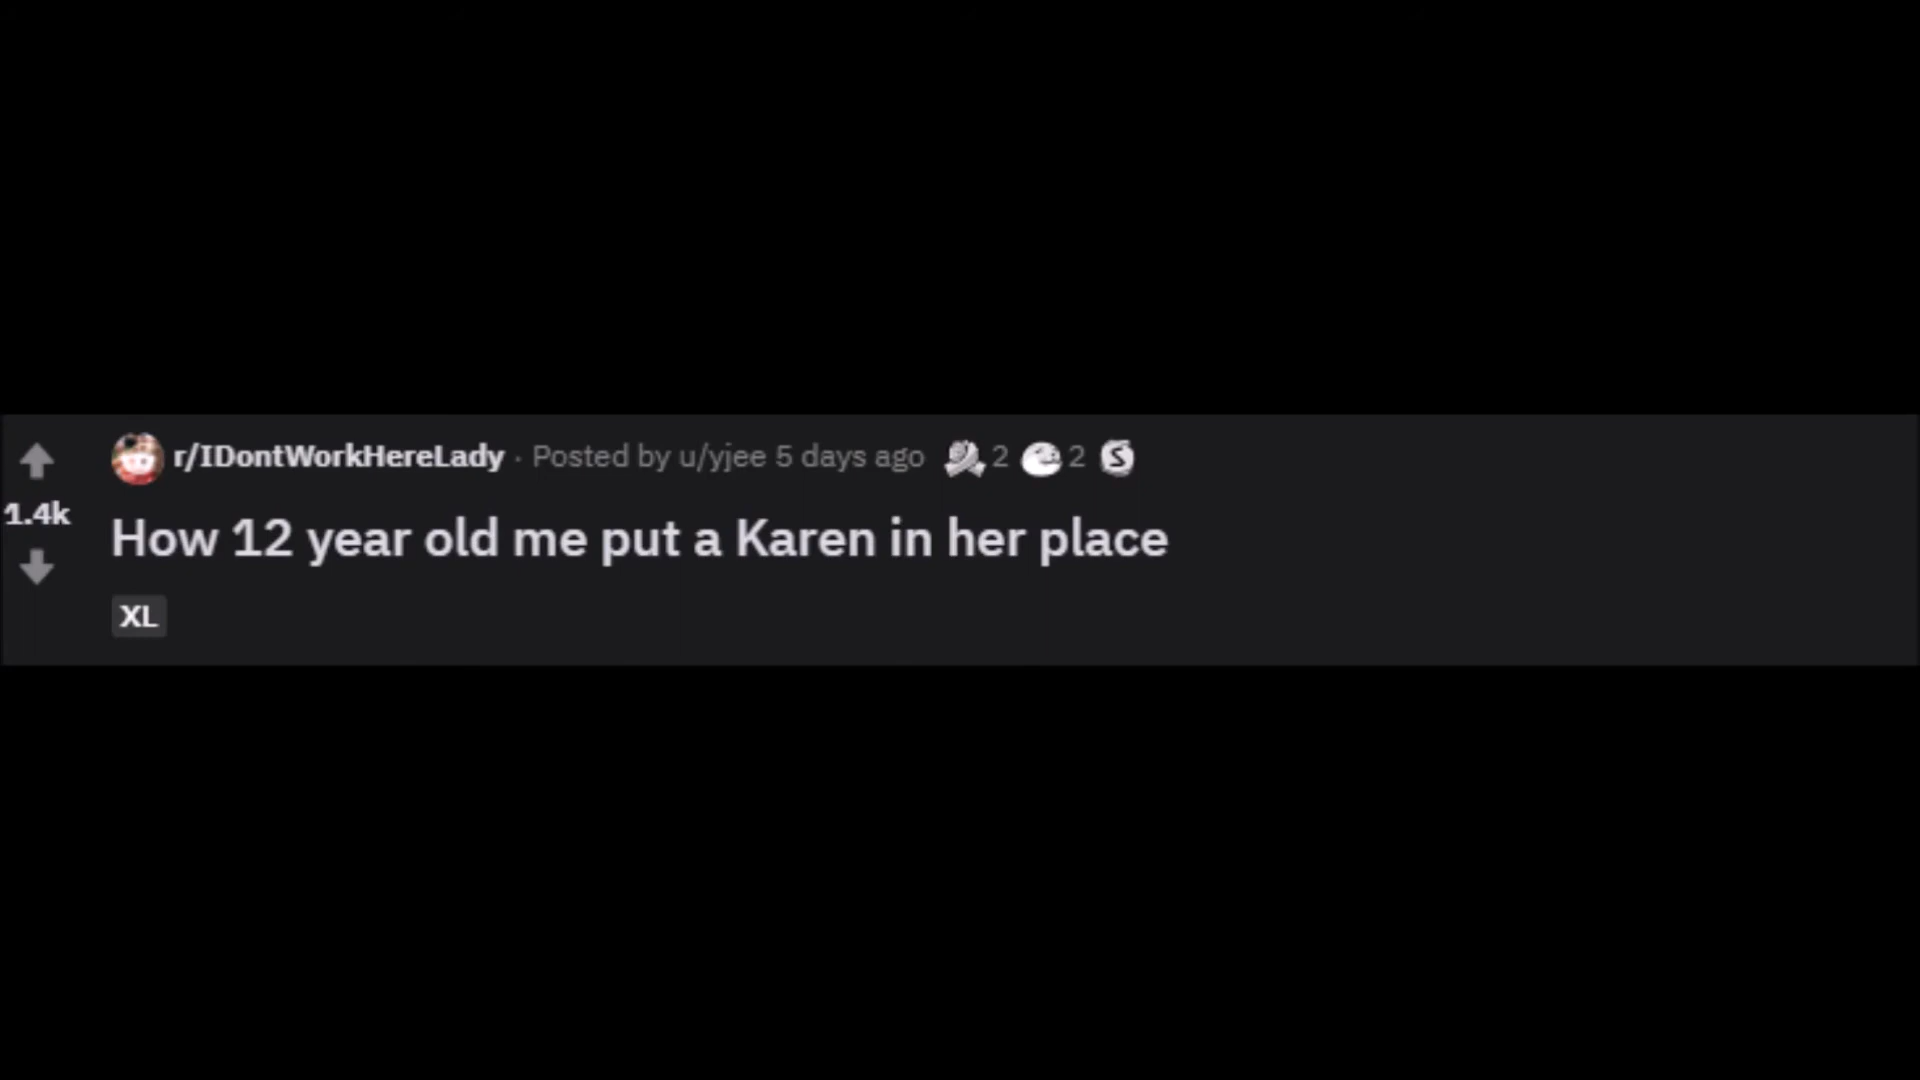 r/IDontWorkHereLady · Posted by u/yjee 5 days ago 2 2 S
1.4k
How 12 year old me put a Karen in her place
XL